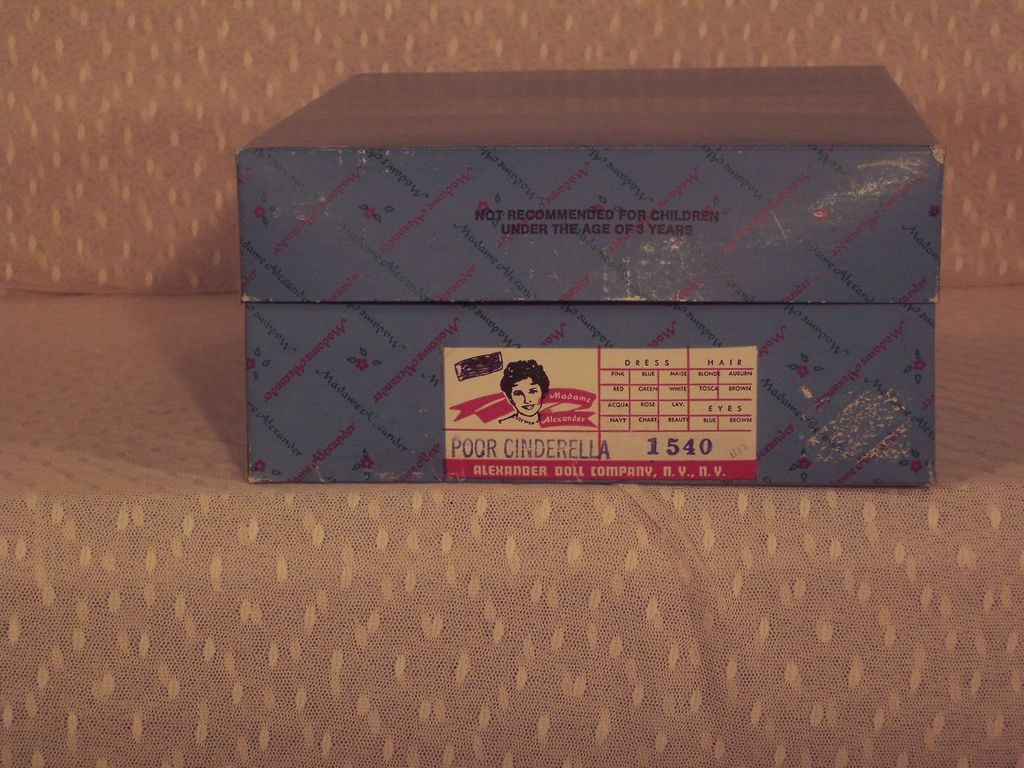 NOT RECOMMENDED FOR CHILDREN
UNDER THE AGE OF 3 YEARS
Madame
Alexander
DRESS HAIR
PINK BLUE MAISE BLONDE AUBURN
RED GREEN WHITE TOSCA BROWN
ACQUA ROSE LAV. EYES
NAVY CHART. BEAUTY BLUE BROWN
POOR CINDERELLA 1540
ALEXANDER DOLL COMPANY, N.Y., N.Y.